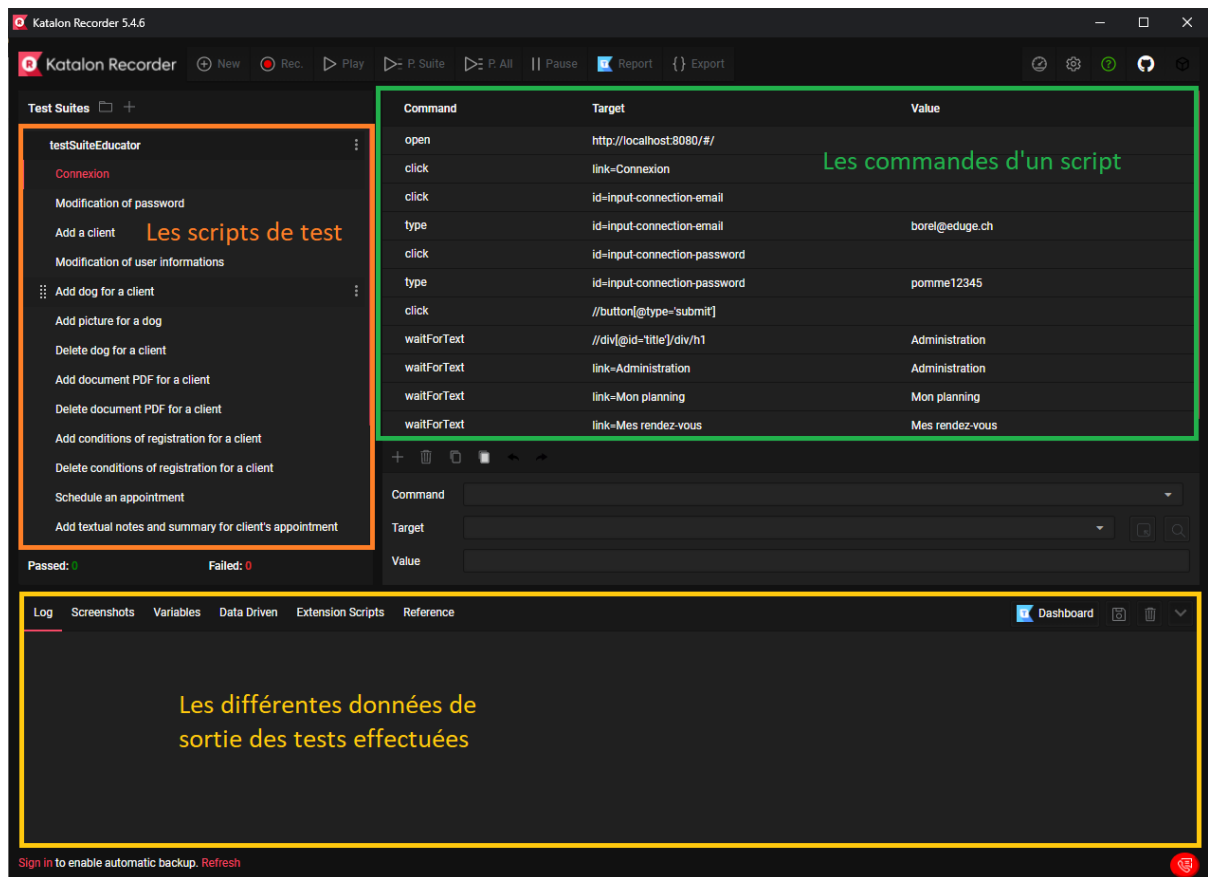 Katalon Recorder 5.4.6
Katalon Recorder New Rec. Play P. Suite P. All Pause Report Export
Test Suites
testSuiteEducator
Connexion
Modification of password
Add a client
Les scripts de test
Modification of user informations
Add dog for a client
Add picture for a dog
Delete dog for a client
Add document PDF for a client
Delete document PDF for a client
Add conditions of registration for a client
Delete conditions of registration for a client
Schedule an appointment
Add textual notes and summary for client's appointment
Passed: 0 Failed: 0
Command Target Value
open http://localhost:8080/#/
Les commandes d'un script
click link=Connexion
click id=input-connection-email
type id=input-connection-email borel@eduge.ch
click id=input-connection-password
type id=input-connection-password pomme12345
click //button[@type='submit']
waitForText //div[@id='title']/div/h1 Administration
waitForText link=Administration Administration
waitForText link=Mon planning Mon planning
waitForText link=Mes rendez-vous Mes rendez-vous
Command
Target
Value
Log Screenshots Variables Data Driven Extension Scripts Reference Dashboard
Les différentes données de
sortie des tests effectuées
Sign in to enable automatic backup. Refresh